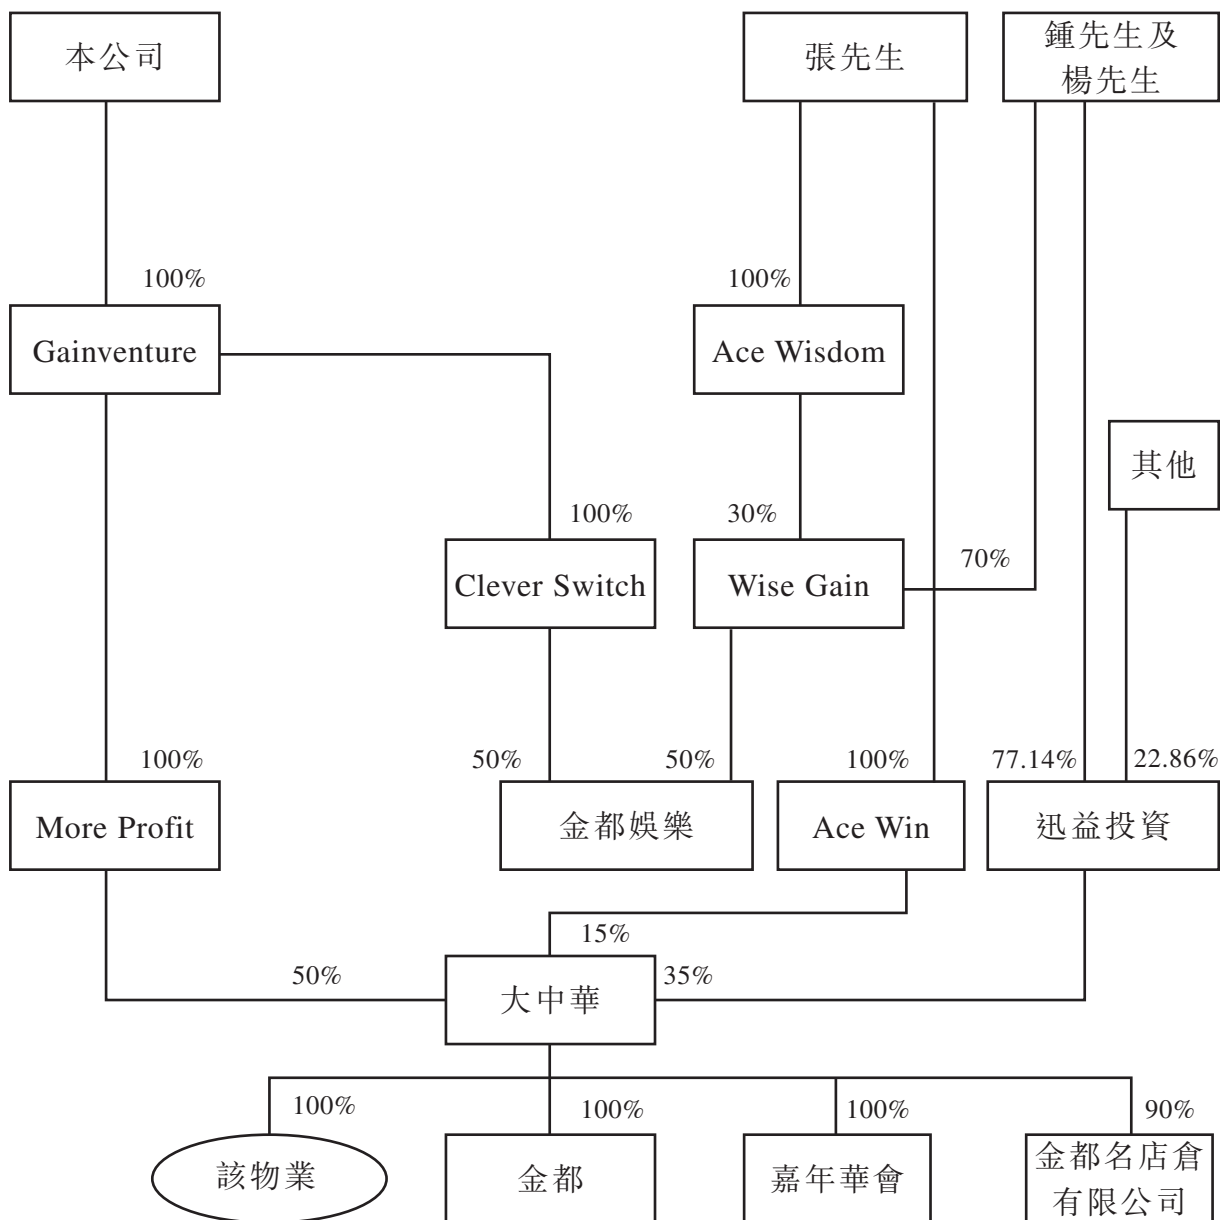 本公司
張先生
鍾先生及
楊先生
100%
100%
Gainventure
Ace Wisdom
其他
100%
30%
Clever Switch
Wise Gain
70%
100%
50%
50%
100%
77.14%
22.86%
More Profit
金都娛樂
Ace Win
迅益投資
15%
50%
35%
大中華
100%
100%
100%
90%
該物業
金都
嘉年華會
金都名店倉
有限公司